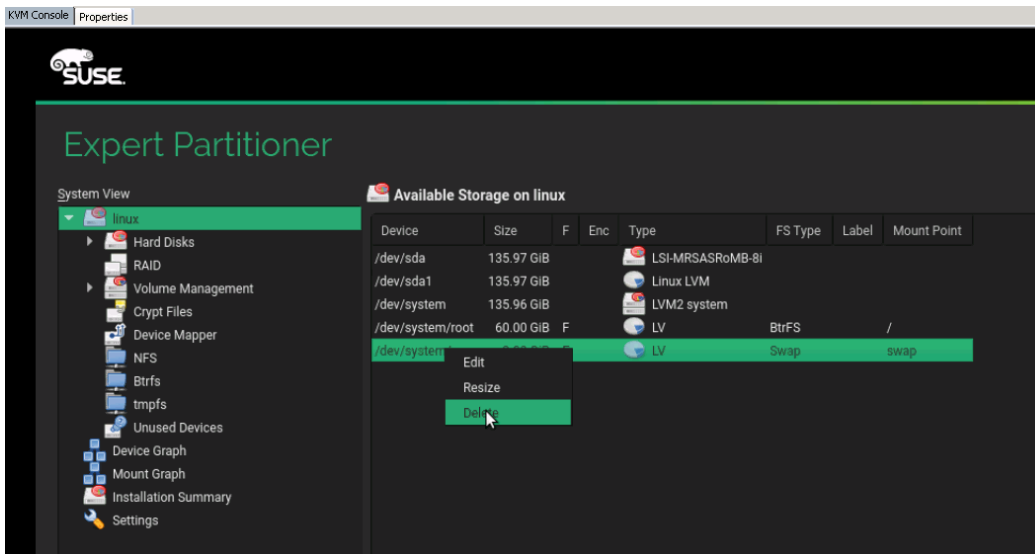 KVM Console Properties
SUSE.
Expert Partitioner
System View
linux
Hard Disks
RAID
Volume Management
Crypt Files
Device Mapper
NFS
Btrfs
tmpfs
Unused Devices
Device Graph
Mount Graph
Installation Summary
Settings
Available Storage on linux
Device Size F Enc Type FS Type Label Mount Point
/dev/sda 135.97 GiB LSI-MRSASRoMB-8i
/dev/sda1 135.97 GiB Linux LVM
/dev/system 135.96 GiB LVM2 system
/dev/system/root 60.00 GiB F LV BtrFS /
LV Swap swap
Edit
Resize
Delete